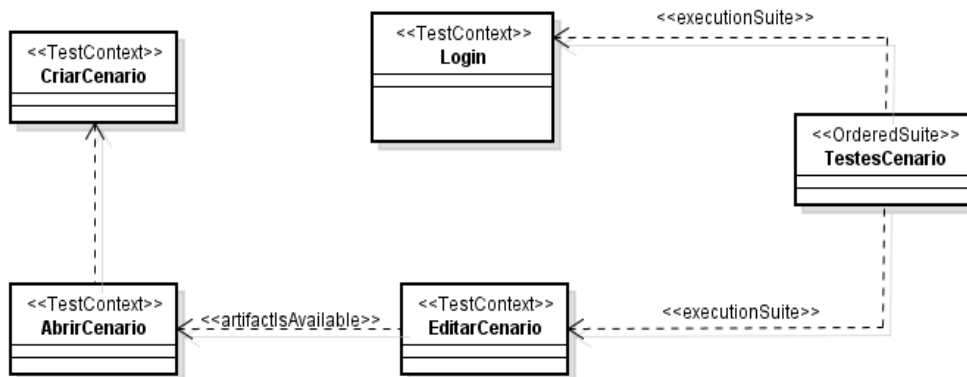 <<executionSuite>>
<<TestContext>>
CriarCenario
<<TestContext>>
Login
<<OrderedSuite>>
TestesCenario
<<TestContext>>
AbrirCenario
<<artifactIsAvailable>>
<<TestContext>>
EditarCenario
<<executionSuite>>